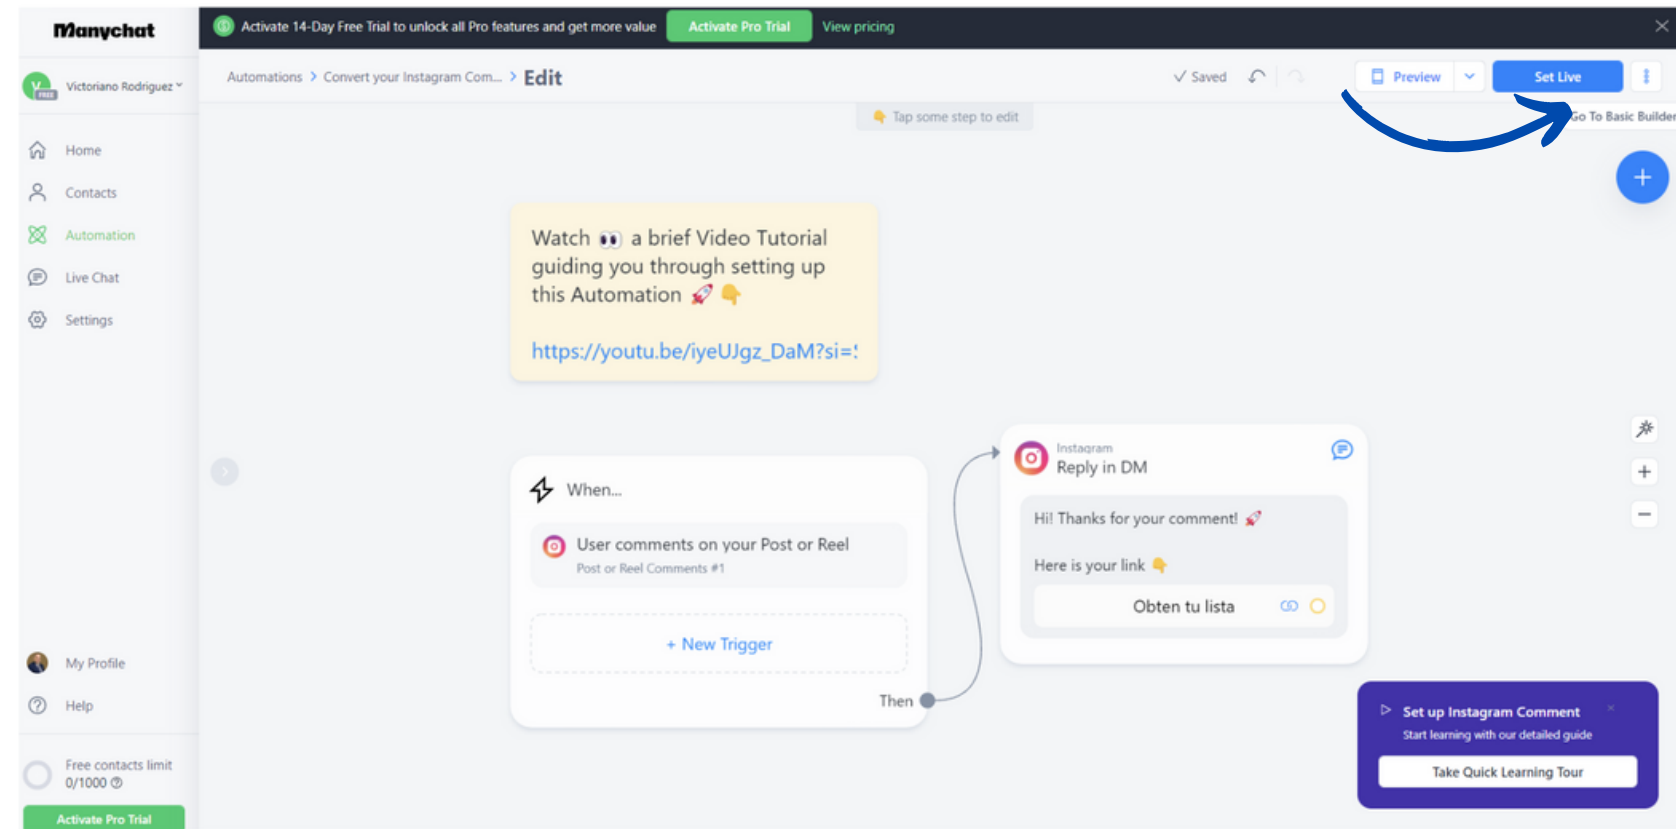 Manychat
Activate 14-Day Free Trial to unlock all Pro features and get more value
Activate Pro Trial
View pricing
V
FREE
Victoriano Rodriguez
Automations > Convert your Instagram Com... > Edit
Saved
Preview
Set Live
👇 Tap some step to edit
Go To Basic Builder
Home
Contacts
Automation
Live Chat
Settings
Watch 👀 a brief Video Tutorial
guiding you through setting up
this Automation 🚀 👇
https://youtu.be/iyeUJgz_DaM?si=
When...
User comments on your Post or Reel
Post or Reel Comments #1
+ New Trigger
Then
Instagram
Reply in DM
Hi! Thanks for your comment! 🚀
Here is your link 👇
Obten tu lista
My Profile
Help
Free contacts limit
0/1000
Activate Pro Trial
Set up Instagram Comment
Start learning with our detailed guide
Take Quick Learning Tour